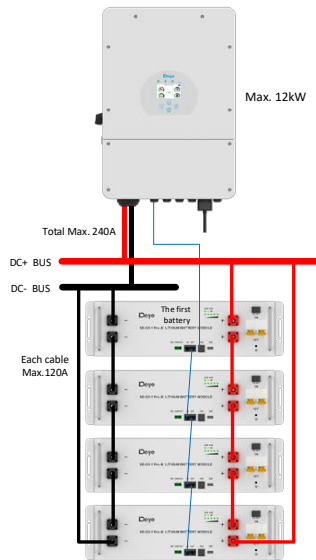 Deye
Max. 12kW
Total Max. 240A
DC+ BUS
DC- BUS
The first
battery
Deye
Each cable
Max.120A
Deye
Deye
Deye